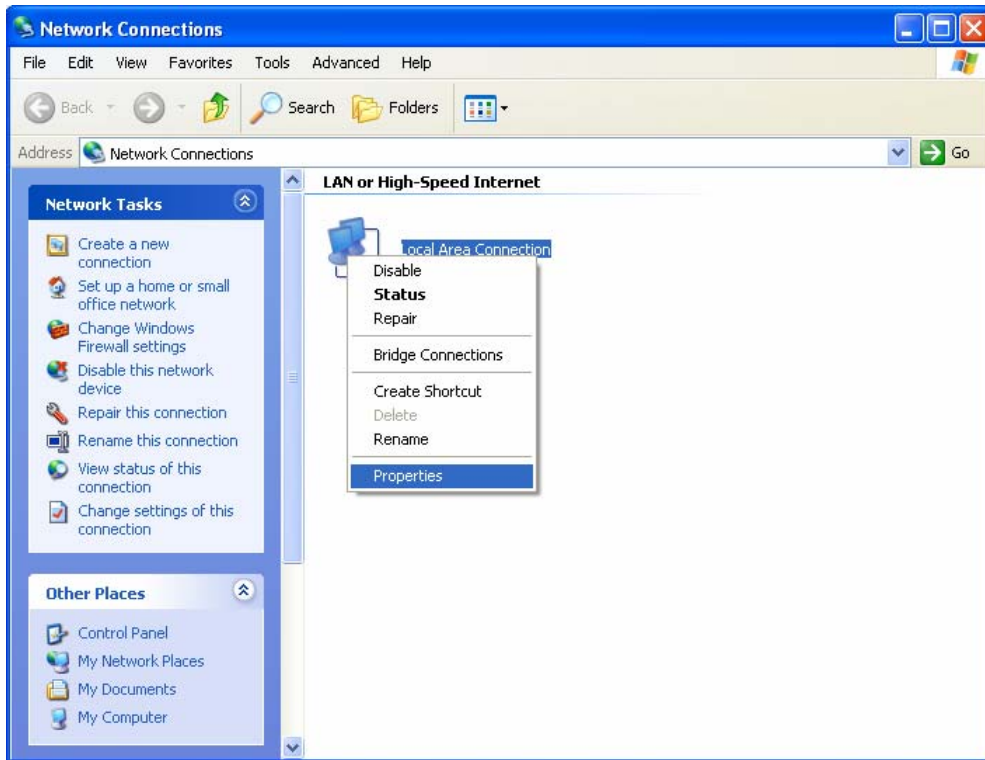 Network Connections
File Edit View Favorites Tools Advanced Help
Back Search Folders
Address Network Connections Go
Network Tasks
Create a new
connection
Set up a home or small
office network
Change Windows
Firewall settings
Disable this network
device
Repair this connection
Rename this connection
View status of this
connection
Change settings of this
connection
Other Places
Control Panel
My Network Places
My Documents
My Computer
LAN or High-Speed Internet
Local Area Connection
Disable
Status
Repair
Bridge Connections
Create Shortcut
Delete
Rename
Properties